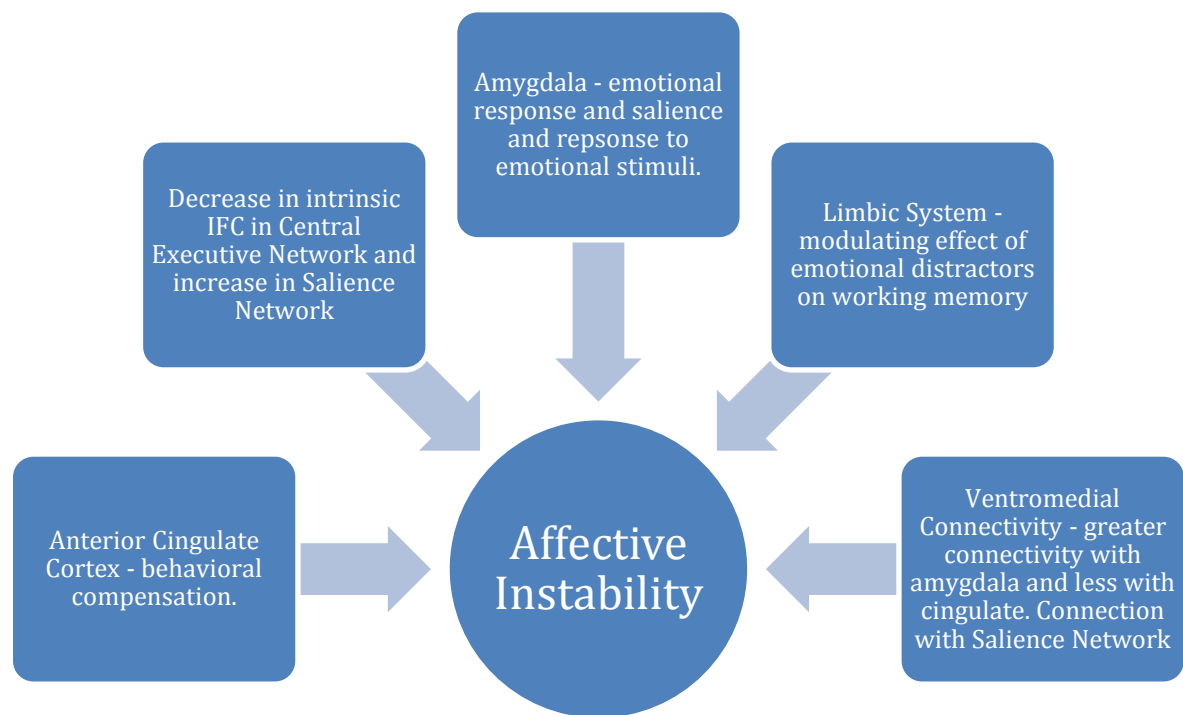 Amygdala - emotional
response and salience
and repsonse to
emotional stimuli.
Decrease in intrinsic
IFC in Central
Executive Network and
increase in Salience
Network
Limbic System -
modulating effect of
emotional distractors
on working memory
Anterior Cingulate
Cortex - behavioral
compensation.
Affective
Instability
Ventromedial
Connectivity - greater
connectivity with
amygdala and less with
cingulate. Connection
with Salience Network